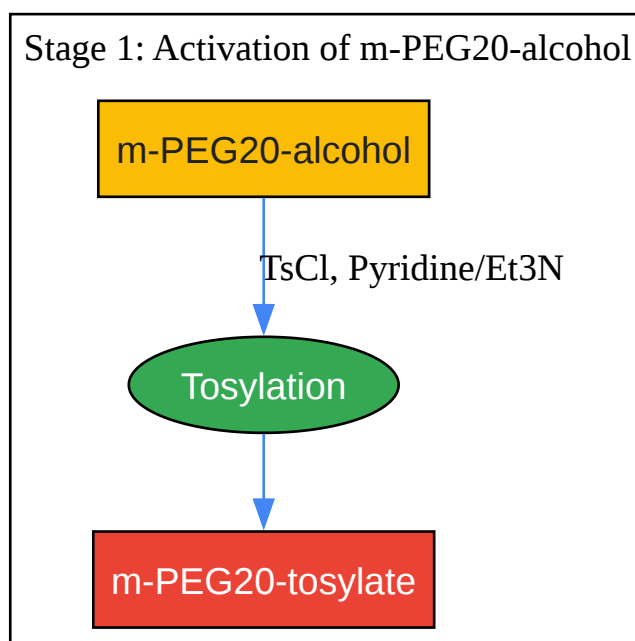 Stage 1: Activation of m-PEG20-alcohol
m-PEG20-alcohol
TsCl, Pyridine/Et3N
Tosylation
m-PEG20-tosylate